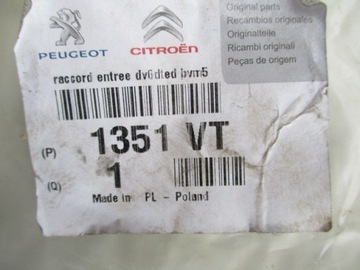 Original parts
Recambios originales
Originalteile
Ricambi originali
Peças de origem
PEUGEOT
CITROËN
raccord entree dv6dted bvm5
(P) 1351 VT
(Q) 1
Made in PL - Poland